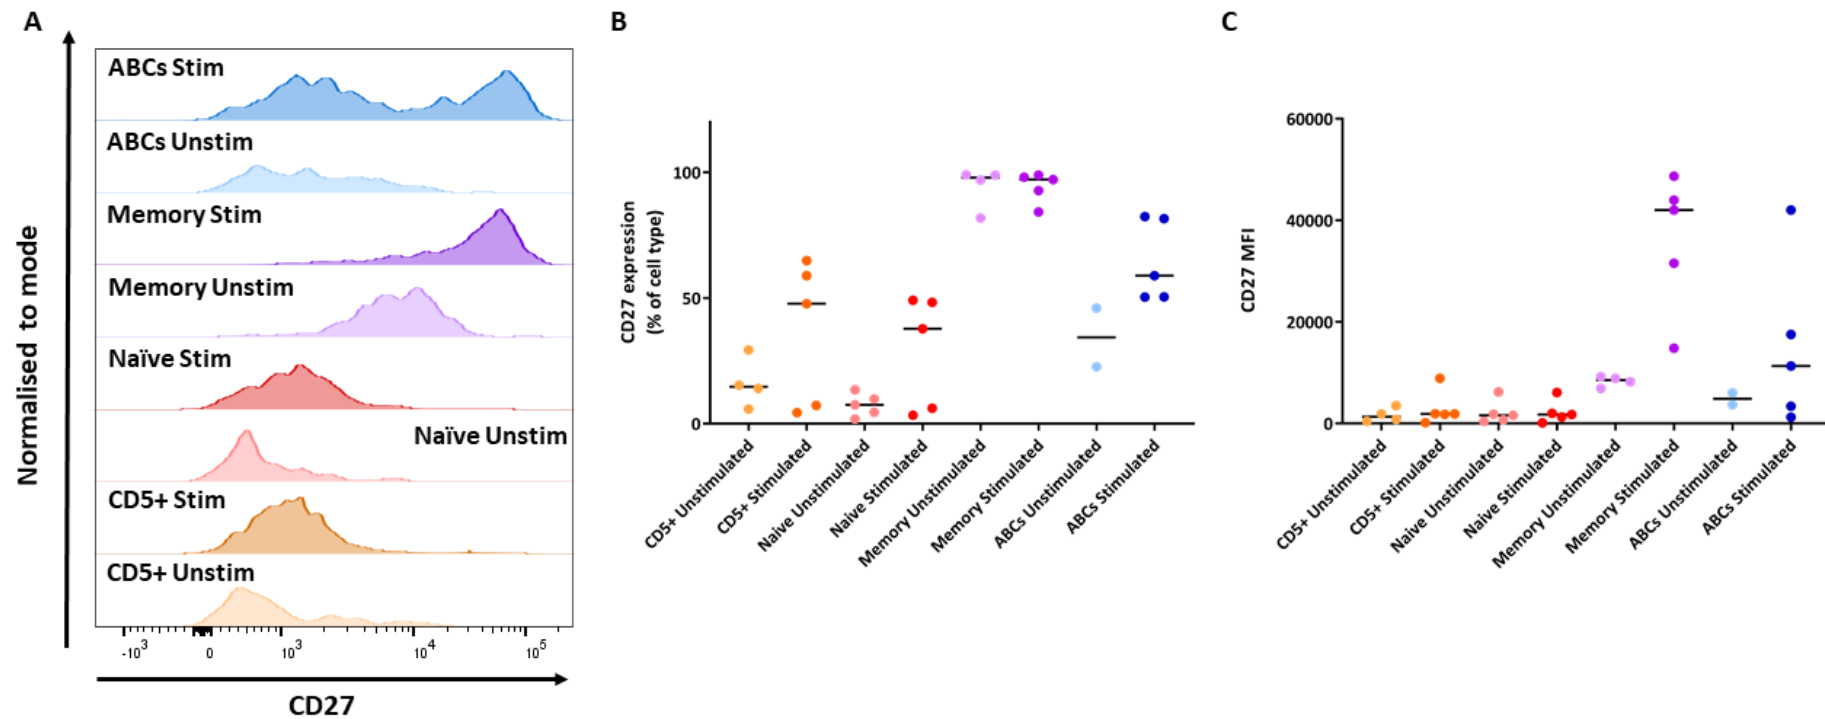 A
Normalised to mode
ABCs Stim
ABCs Unstim
Memory Stim
Memory Unstim
Naïve Stim
Naïve Unstim
CD5+ Stim
CD5+ Unstim
-10³ 0 10³ 10⁴ 10⁵
CD27
B
CD27 expression
(% of cell type)
100
50
0
CD5+ Unstimulated
CD5+ Stimulated
Naive Unstimulated
Naive Stimulated
Memory Unstimulated
Memory Stimulated
ABCs Unstimulated
ABCs Stimulated
C
CD27 MFI
60000
40000
20000
0
CD5+ Unstimulated
CD5+ Stimulated
Naive Unstimulated
Naive Stimulated
Memory Unstimulated
Memory Stimulated
ABCs Unstimulated
ABCs Stimulated